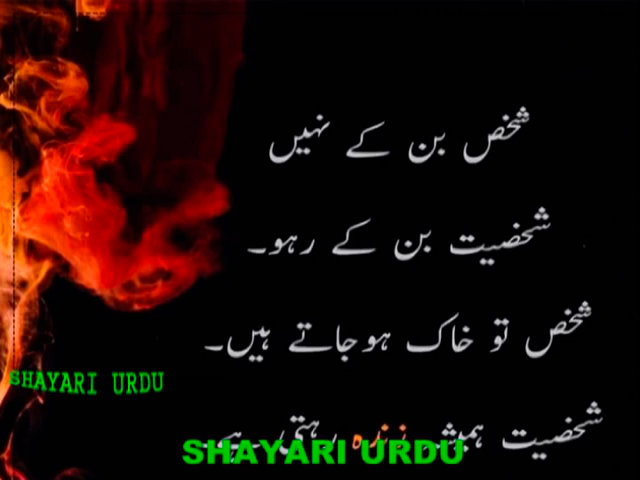 شخص بن کے نہیں
شخصیت بن کے رہو۔
شخص تو خاک ہو جاتے ہیں۔
SHAYARI URDU
شخصیت ہمیشہ زندہ رہتی ہے۔
SHAYARI URDU